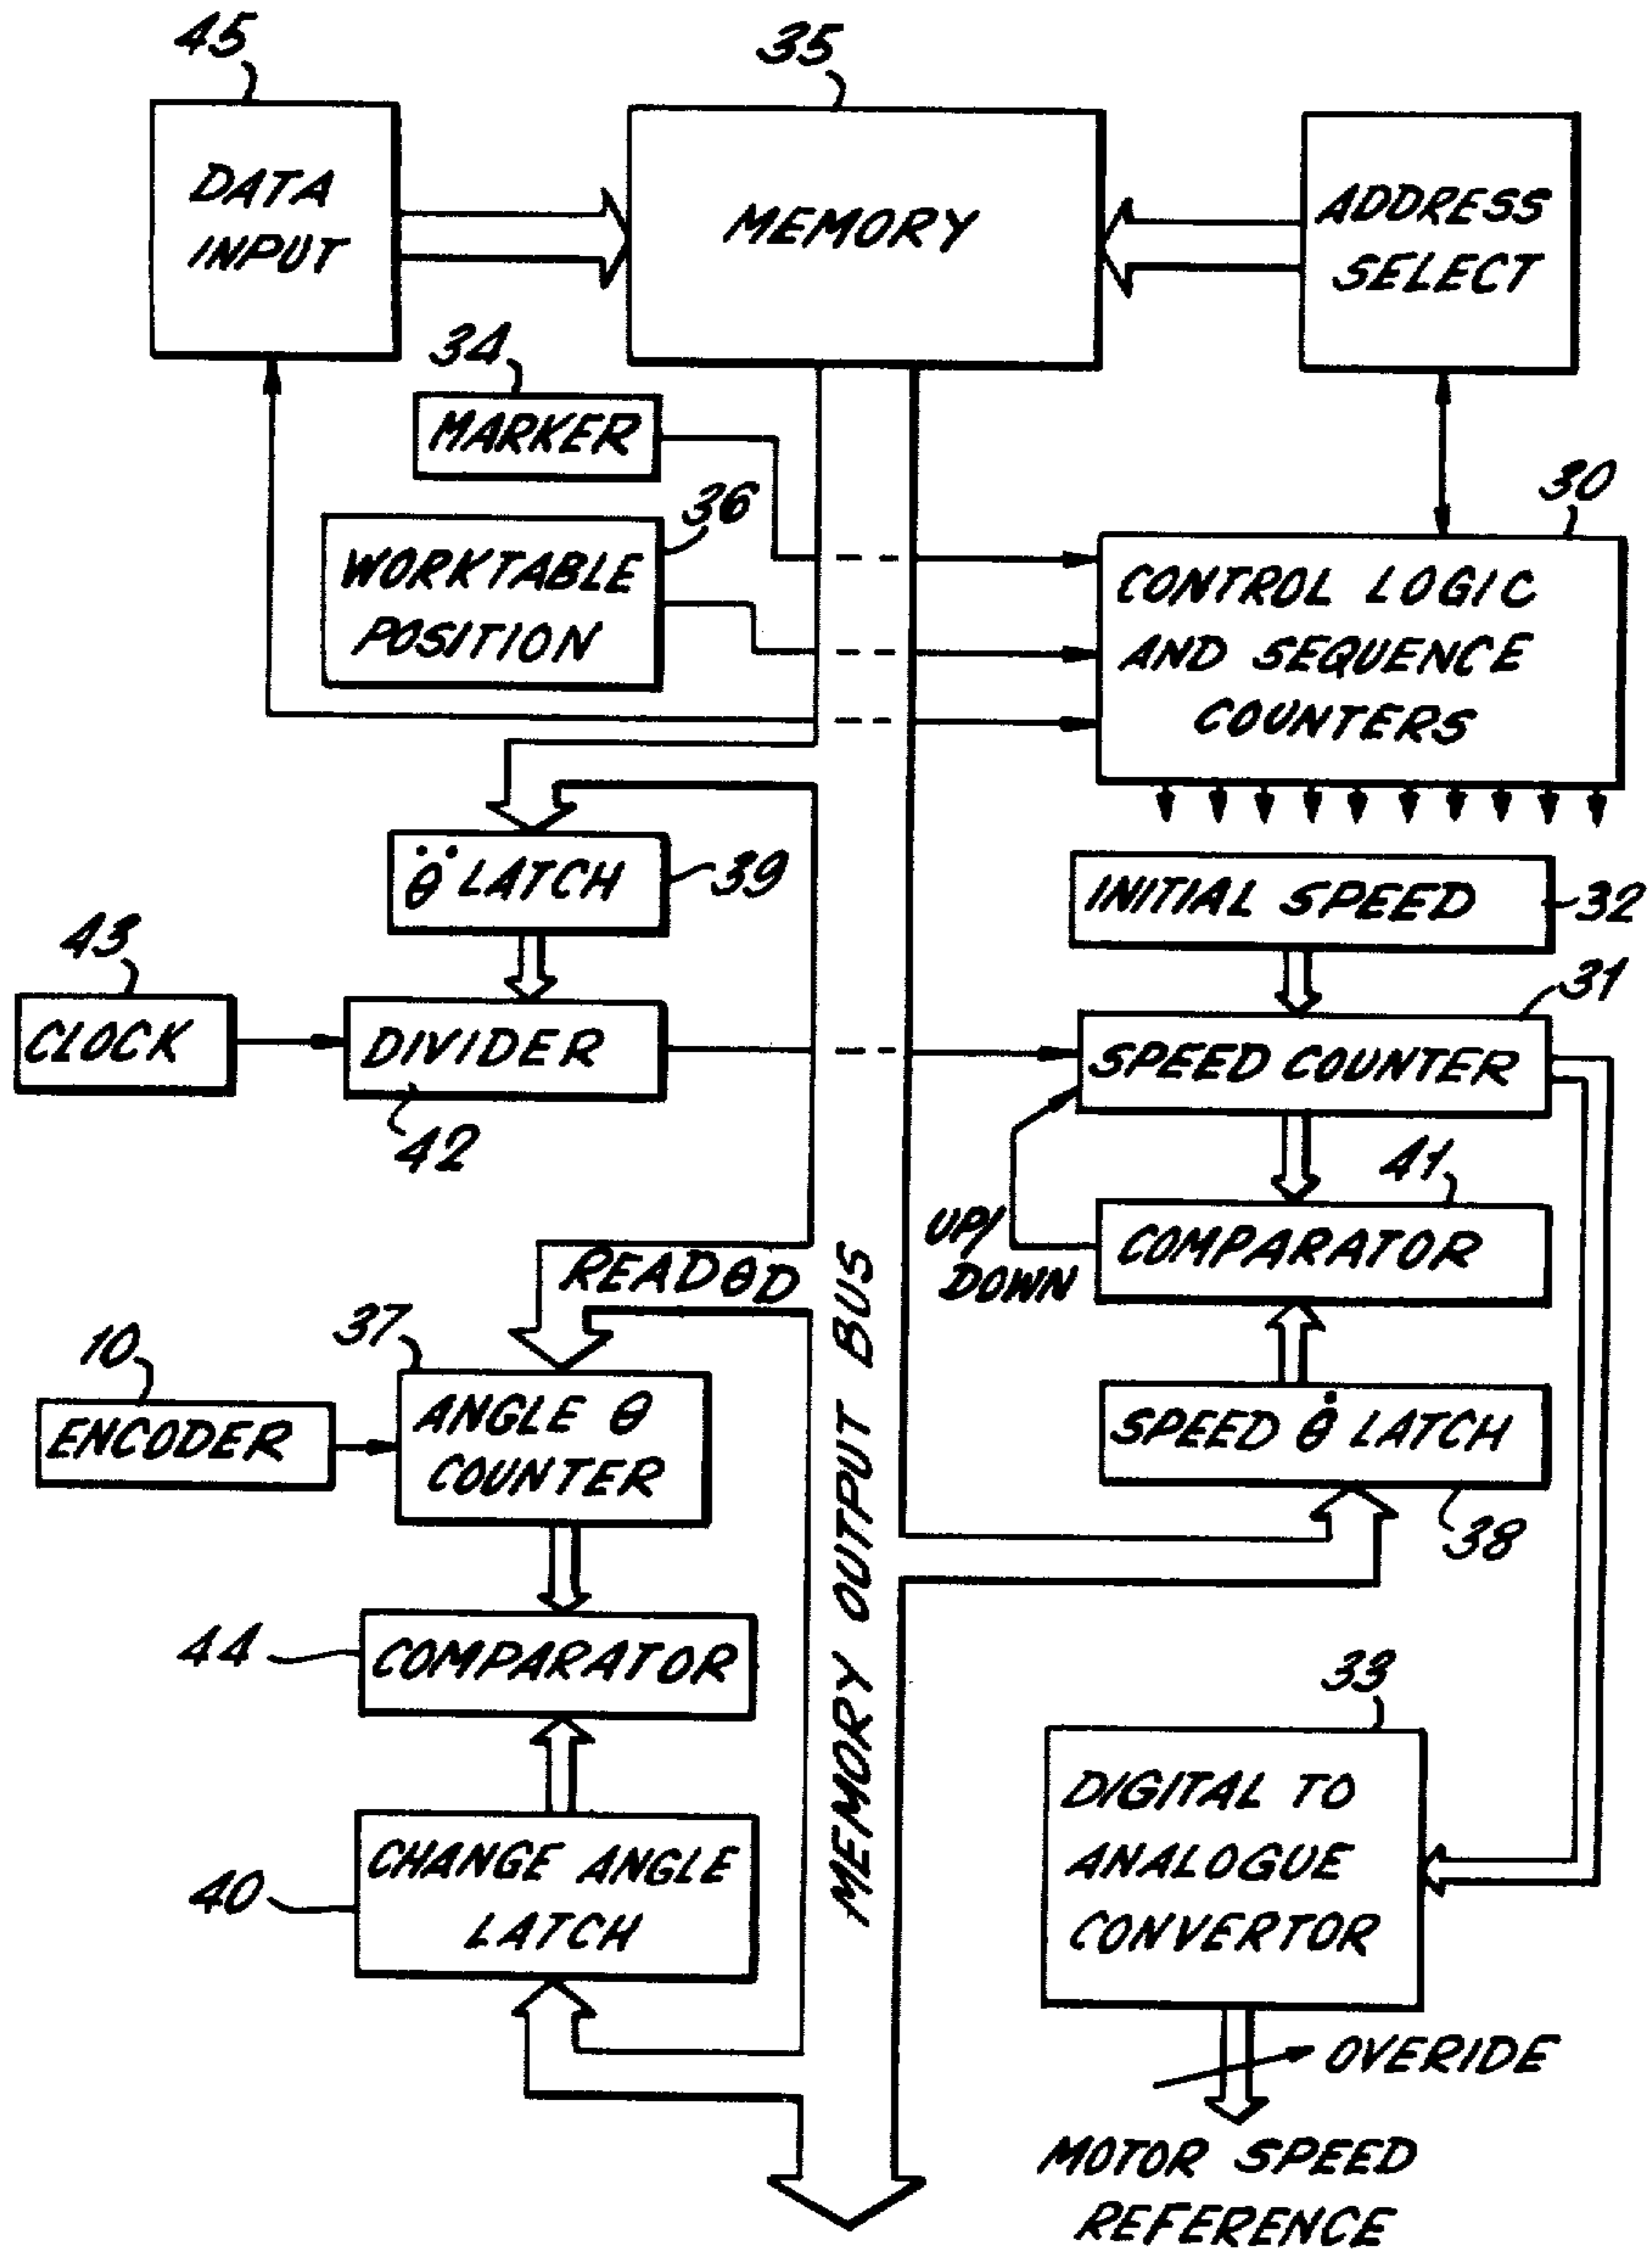 45
35
DATA
INPUT
MEMORY
ADDRESS
SELECT
34
MARKER
36
WORKTABLE
POSITION
30
CONTROL LOGIC
AND SEQUENCE
COUNTERS
θ̈ LATCH
39
INITIAL SPEED
32
43
CLOCK
DIVIDER
42
31
SPEED COUNTER
41
UP/
DOWN
COMPARATOR
READ θD
37
10
ENCODER
ANGLE θ
COUNTER
SPEED θ̇ LATCH
38
MEMORY OUTPUT BUS
44
COMPARATOR
33
DIGITAL TO
ANALOGUE
CONVERTOR
40
CHANGE ANGLE
LATCH
OVERIDE
MOTOR SPEED
REFERENCE